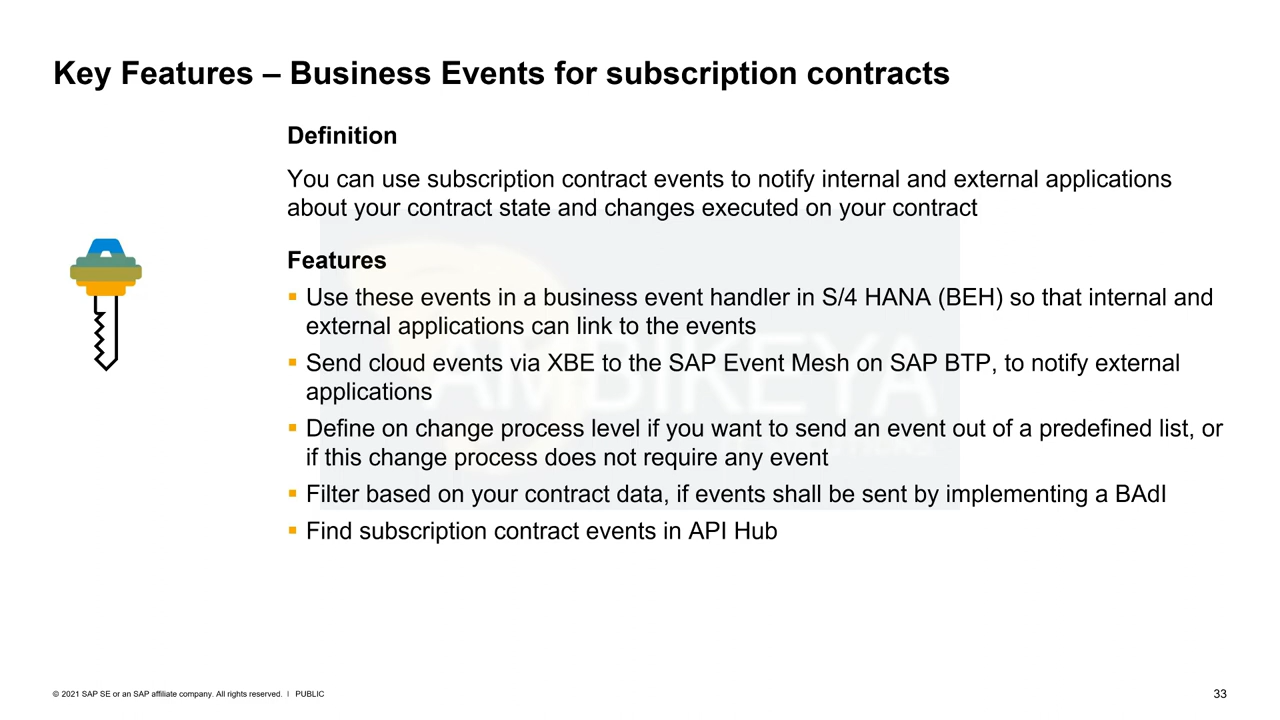 Key Features – Business Events for subscription contracts
Definition
You can use subscription contract events to notify internal and external applications
about your contract state and changes executed on your contract
Features
▪ Use these events in a business event handler in S/4 HANA (BEH) so that internal and
external applications can link to the events
▪ Send cloud events via XBE to the SAP Event Mesh on SAP BTP, to notify external
applications
▪ Define on change process level if you want to send an event out of a predefined list, or
if this change process does not require any event
▪ Filter based on your contract data, if events shall be sent by implementing a BAdI
▪ Find subscription contract events in API Hub
AMBIKEYA
© 2021 SAP SE or an SAP affiliate company. All rights reserved. | PUBLIC
33